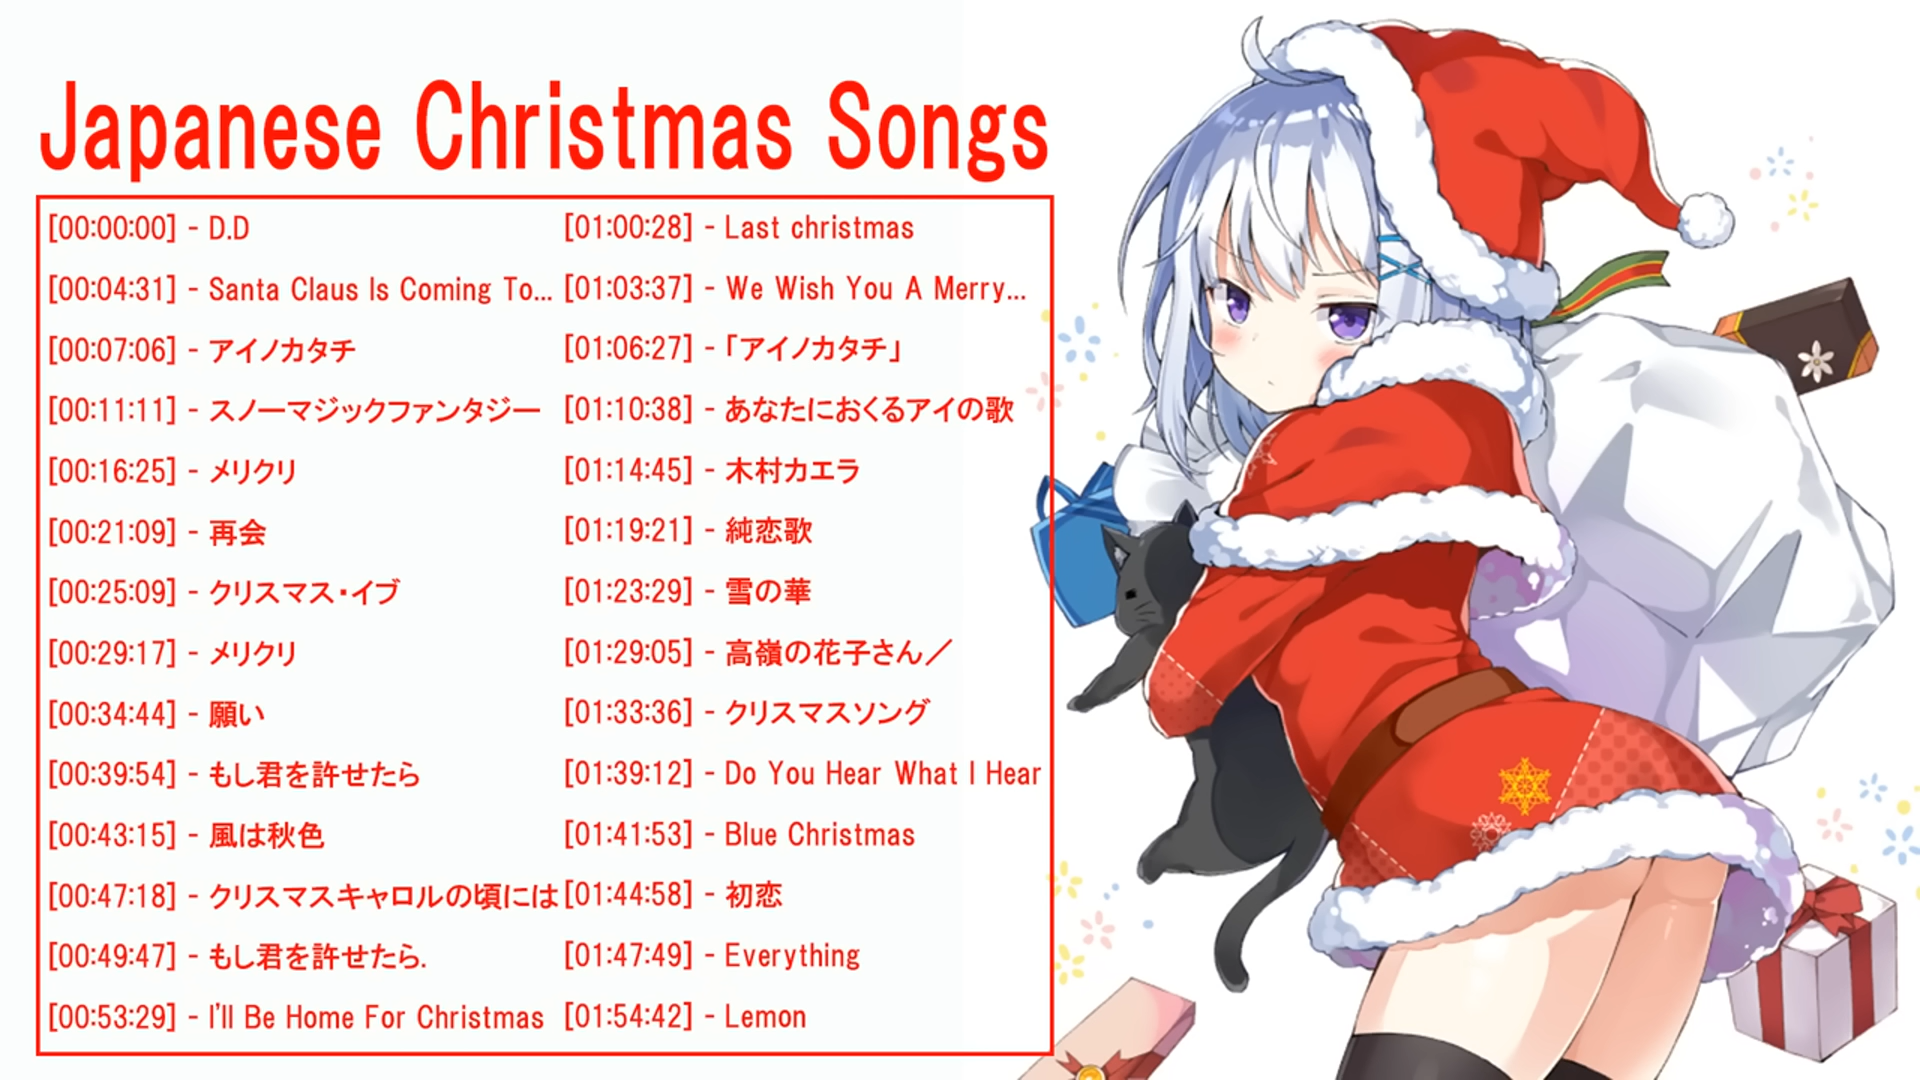 Japanese Christmas Songs
[00:00:00] - D.D
[00:04:31] - Santa Claus Is Coming To...
[00:07:06] - アイノカタチ
[00:11:11] - スノーマジックファンタジー
[00:16:25] - メリクリ
[00:21:09] - 再会
[00:25:09] - クリスマス・イブ
[00:29:17] - メリクリ
[00:34:44] - 願い
[00:39:54] - もし君を許せたら
[00:43:15] - 風は秋色
[00:47:18] - クリスマスキャロルの頃には
[00:49:47] - もし君を許せたら.
[00:53:29] - I'll Be Home For Christmas
[01:00:28] - Last christmas
[01:03:37] - We Wish You A Merry...
[01:06:27] - 「アイノカタチ」
[01:10:38] - あなたにおくるアイの歌
[01:14:45] - 木村カエラ
[01:19:21] - 純恋歌
[01:23:29] - 雪の華
[01:29:05] - 高嶺の花子さん／
[01:33:36] - クリスマスソング
[01:39:12] - Do You Hear What I Hear
[01:41:53] - Blue Christmas
[01:44:58] - 初恋
[01:47:49] - Everything
[01:54:42] - Lemon